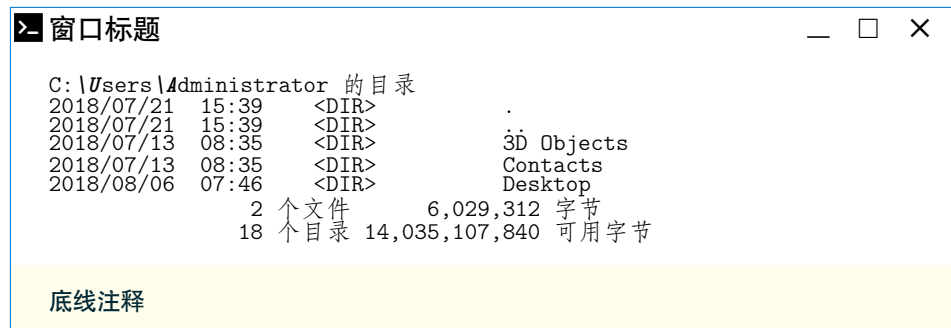 窗口标题
C:\Users\Administrator 的目录
2018/07/21 15:39 <DIR> .
2018/07/21 15:39 <DIR> ..
2018/07/13 08:35 <DIR> 3D Objects
2018/07/13 08:35 <DIR> Contacts
2018/08/06 07:46 <DIR> Desktop
2 个文件 6,029,312 字节
18 个目录 14,035,107,840 可用字节
底线注释